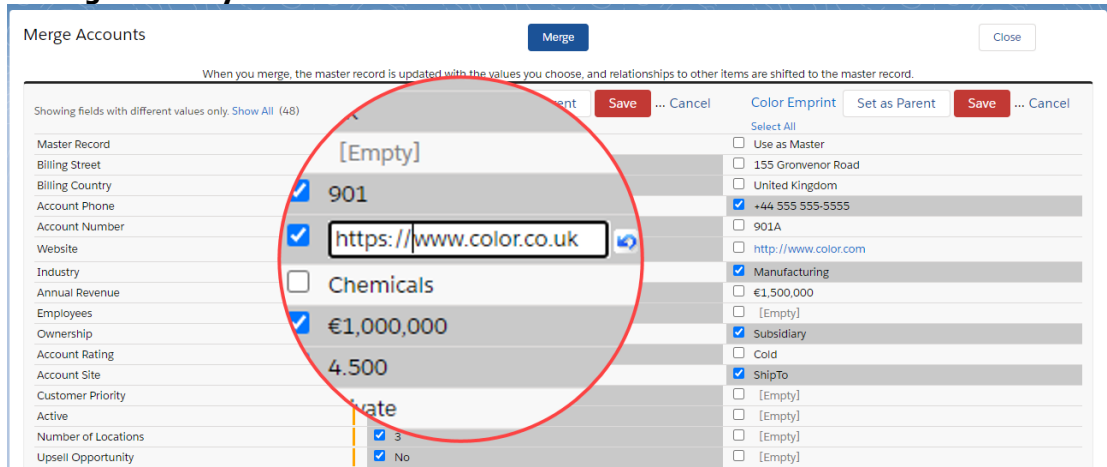 Merge Accounts Merge Close
When you merge, the master record is updated with the values you choose, and relationships to other items are shifted to the master record.
Showing fields with different values only. Show All (48) Save ... Cancel Color Emprint Set as Parent Save ... Cancel
Select All
Master Record [Empty] Use as Master
Billing Street 155 Gronvenor Road
Billing Country 901 United Kingdom
Account Phone +44 555 555-5555
Account Number https://www.color.co.uk 901A
Website http://www.color.com
Industry Chemicals Manufacturing
Annual Revenue €1,500,000
Employees €1,000,000 [Empty]
Ownership Subsidiary
Account Rating 4.500 Cold
Account Site ShipTo
Customer Priority [Empty]
Active [Empty]
Number of Locations 3 [Empty]
Upsell Opportunity No [Empty]